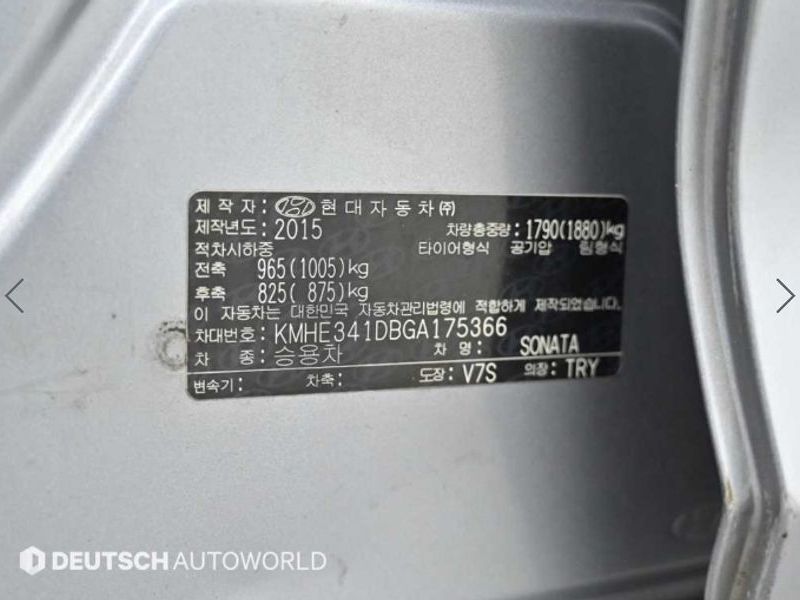 제 작 자: 현대자동차㈜
제작년도: 2015 차량총중량: 1790(1880)kg
적차시하중 타이어형식 공기압 림형식
전축 965(1005)kg
후축 825( 875)kg
이 자동차는 대한민국 자동차관리법령에 적합하게 제작되었음.
차대번호: KMHE341DBGA175366
차 종: 승용차 차 명: SONATA
변속기: 차축: 도장: V7S 의장: TRY
DEUTSCH AUTOWORLD